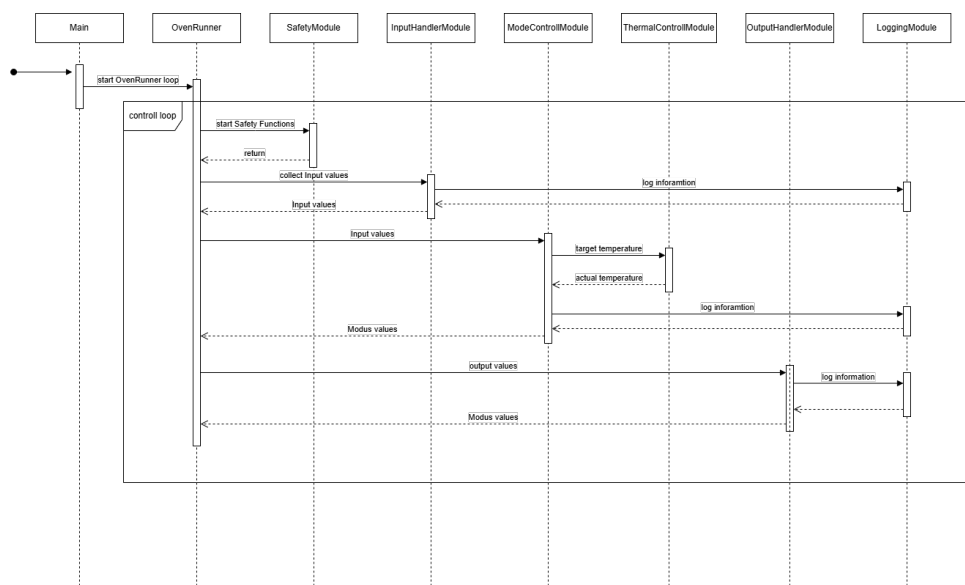 Main
OvenRunner
SafetyModule
InputHandlerModule
ModeControllModule
ThermalControllModule
OutputHandlerModule
LoggingModule
start OvenRunner loop
controll loop
start Safety Functions
return
collect Input values
log inforamtion
Input values
Input values
target temperature
actual temperature
log inforamtion
Modus values
output values
log information
Modus values